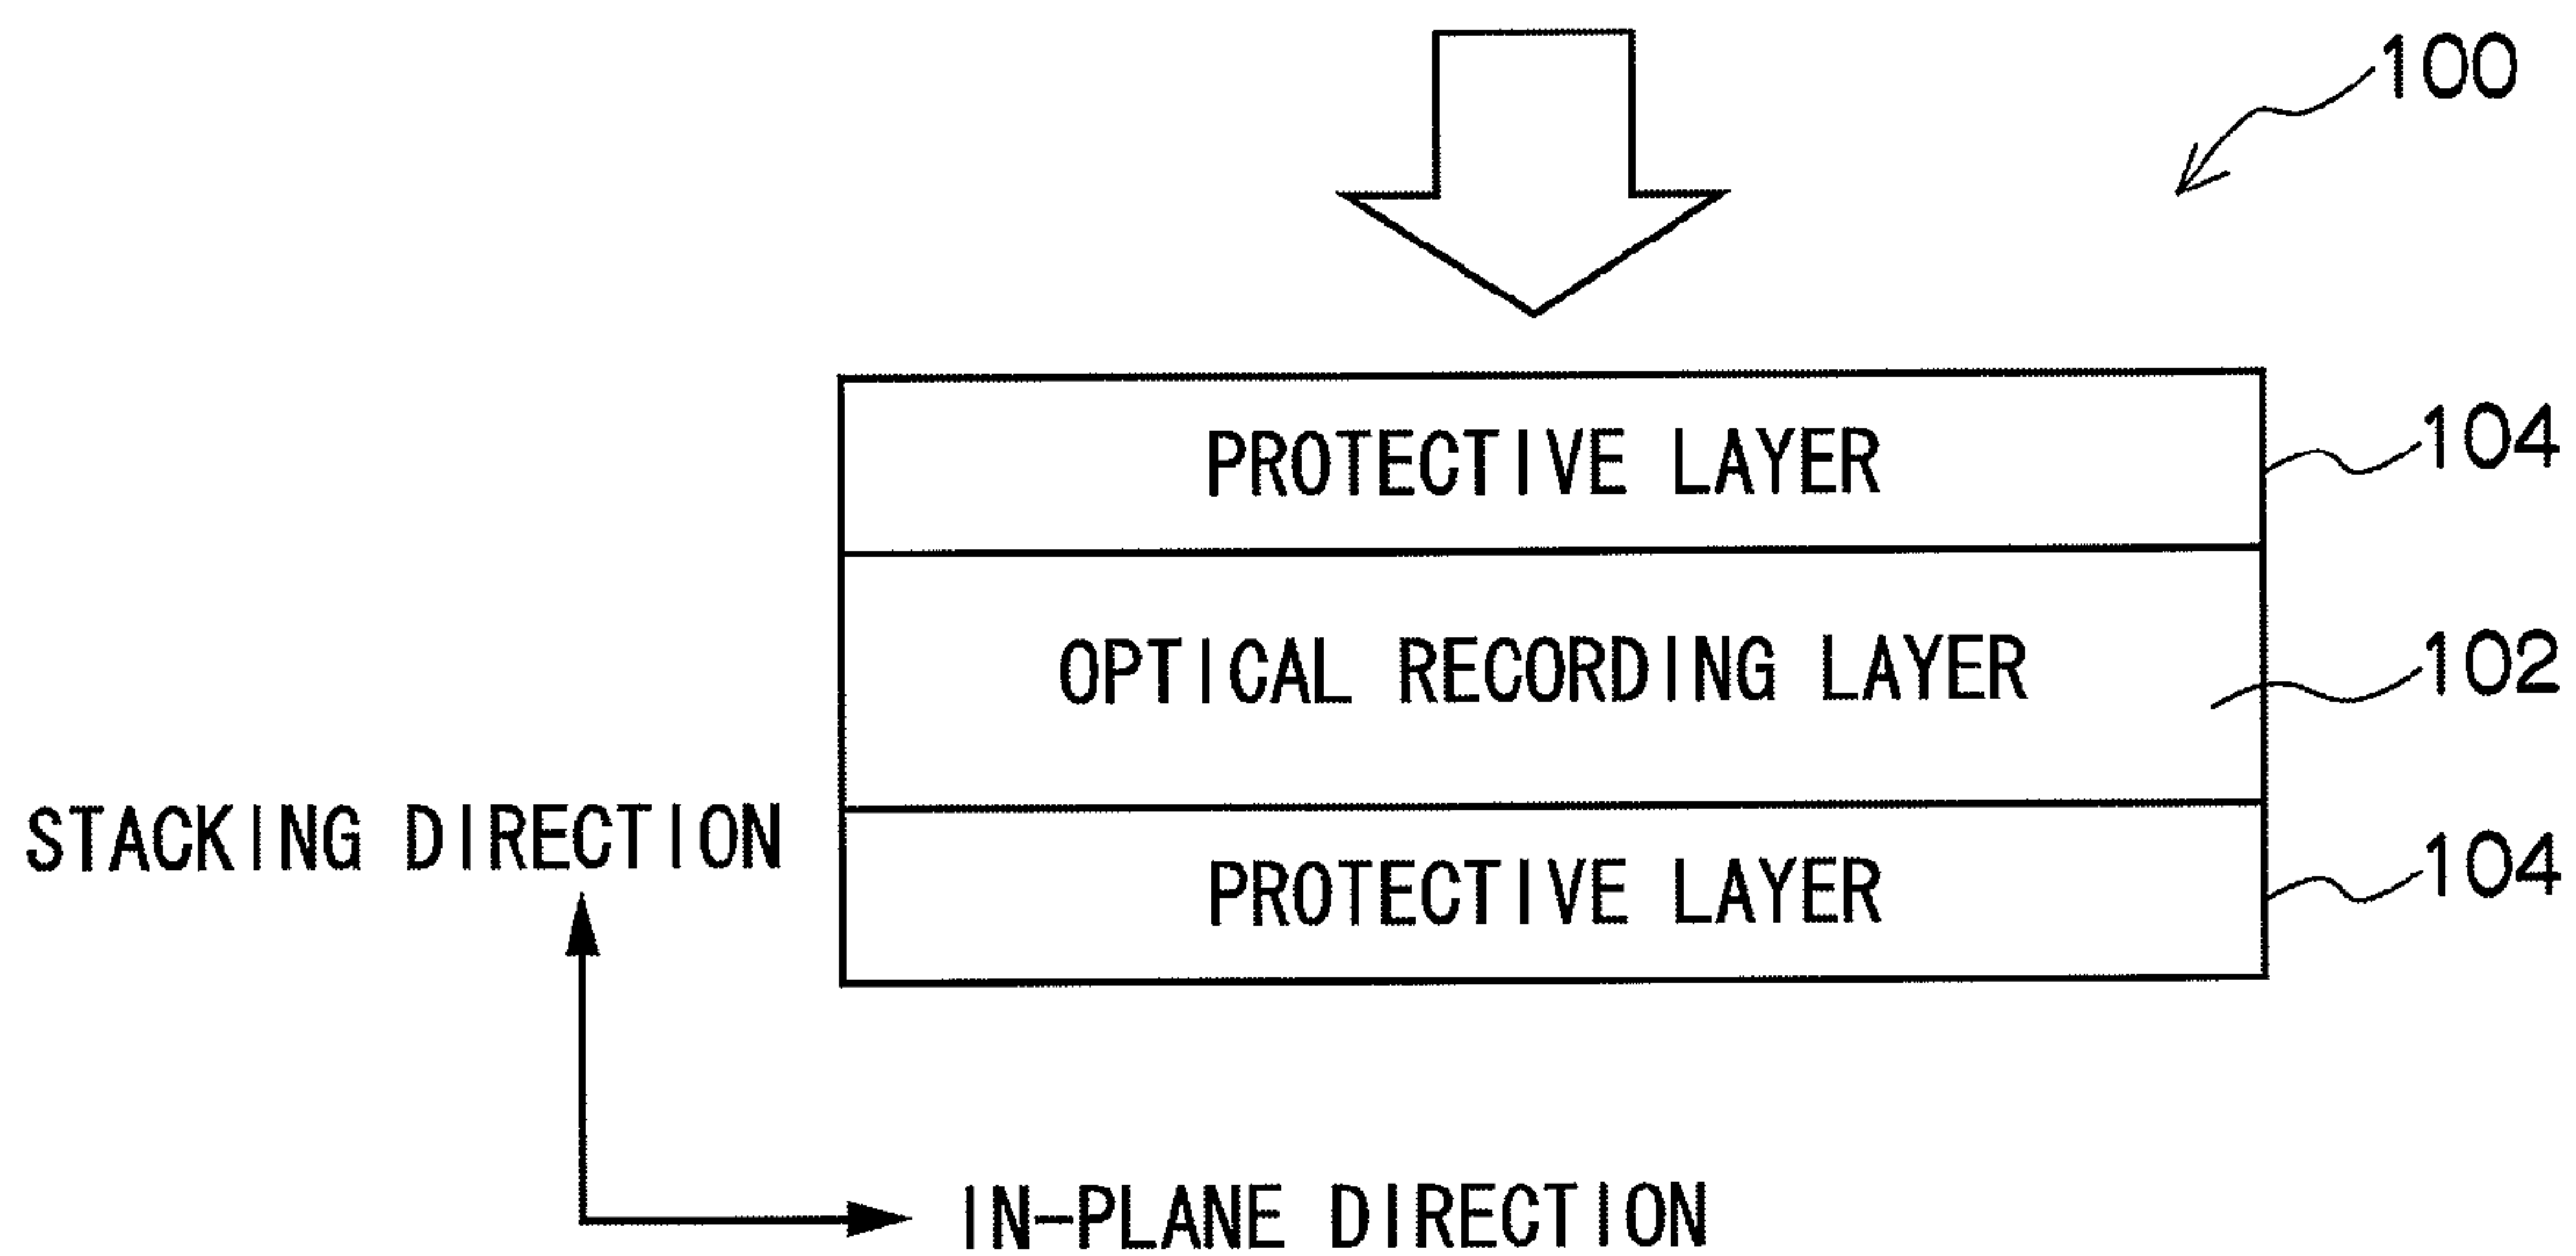 100
PROTECTIVE LAYER
104
OPTICAL RECORDING LAYER
102
STACKING DIRECTION
PROTECTIVE LAYER
104
IN-PLANE DIRECTION